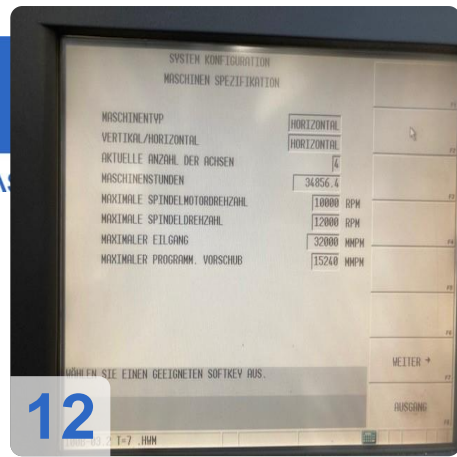 SYSTEM KONFIGURATION
MASCHINEN SPEZIFIKATION
MASCHINENTYP HORIZONTAL
VERTIKAL/HORIZONTAL HORIZONTAL
AKTUELLE ANZAHL DER ACHSEN 4
MASCHINENSTUNDEN 34856.4
MAXIMALE SPINDELMOTORDREHZAHL 10000 RPM
MAXIMALE SPINDELDREHZAHL 12000 RPM
MAXIMALER EILGANG 32000 MMPM
MAXIMALER PROGRAMM. VORSCHUB 15240 MMPM
WÄHLEN SIE EINEN GEEIGNETEN SOFTKEY AUS.
WEITER →
AUSGANG
12
T=7 .HWM